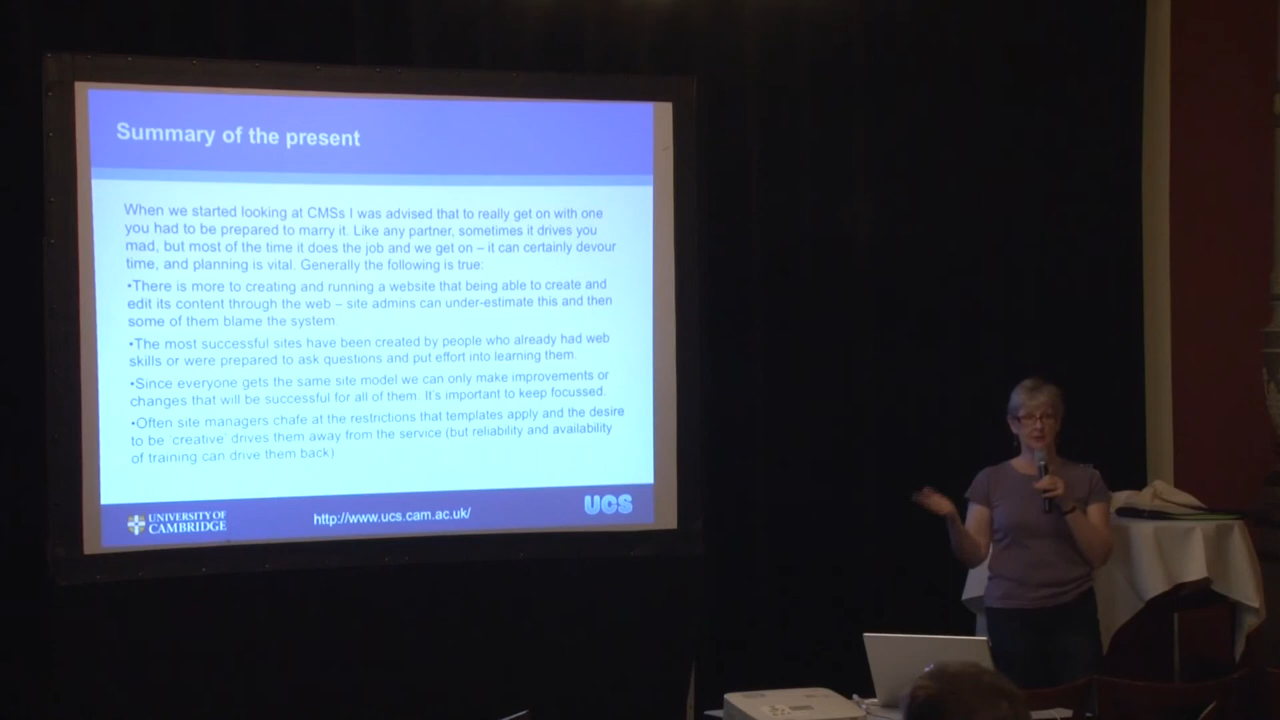 Summary of the present
When we started looking at CMSs I was advised that to really get on with one
you had to be prepared to marry it. Like any partner, sometimes it drives you
mad, but most of the time it does the job and we get on – it can certainly devour
time, and planning is vital. Generally the following is true:
•There is more to creating and running a website that being able to create and
edit its content through the web – site admins can under-estimate this and then
some of them blame the system.
•The most successful sites have been created by people who already had web
skills or were prepared to ask questions and put effort into learning them.
•Since everyone gets the same site model we can only make improvements or
changes that will be successful for all of them. It's important to keep focussed.
•Often site managers chafe at the restrictions that templates apply and the desire
to be 'creative' drives them away from the service (but reliability and availability
of training can drive them back)
UNIVERSITY OF
CAMBRIDGE
http://www.ucs.cam.ac.uk/
UCS